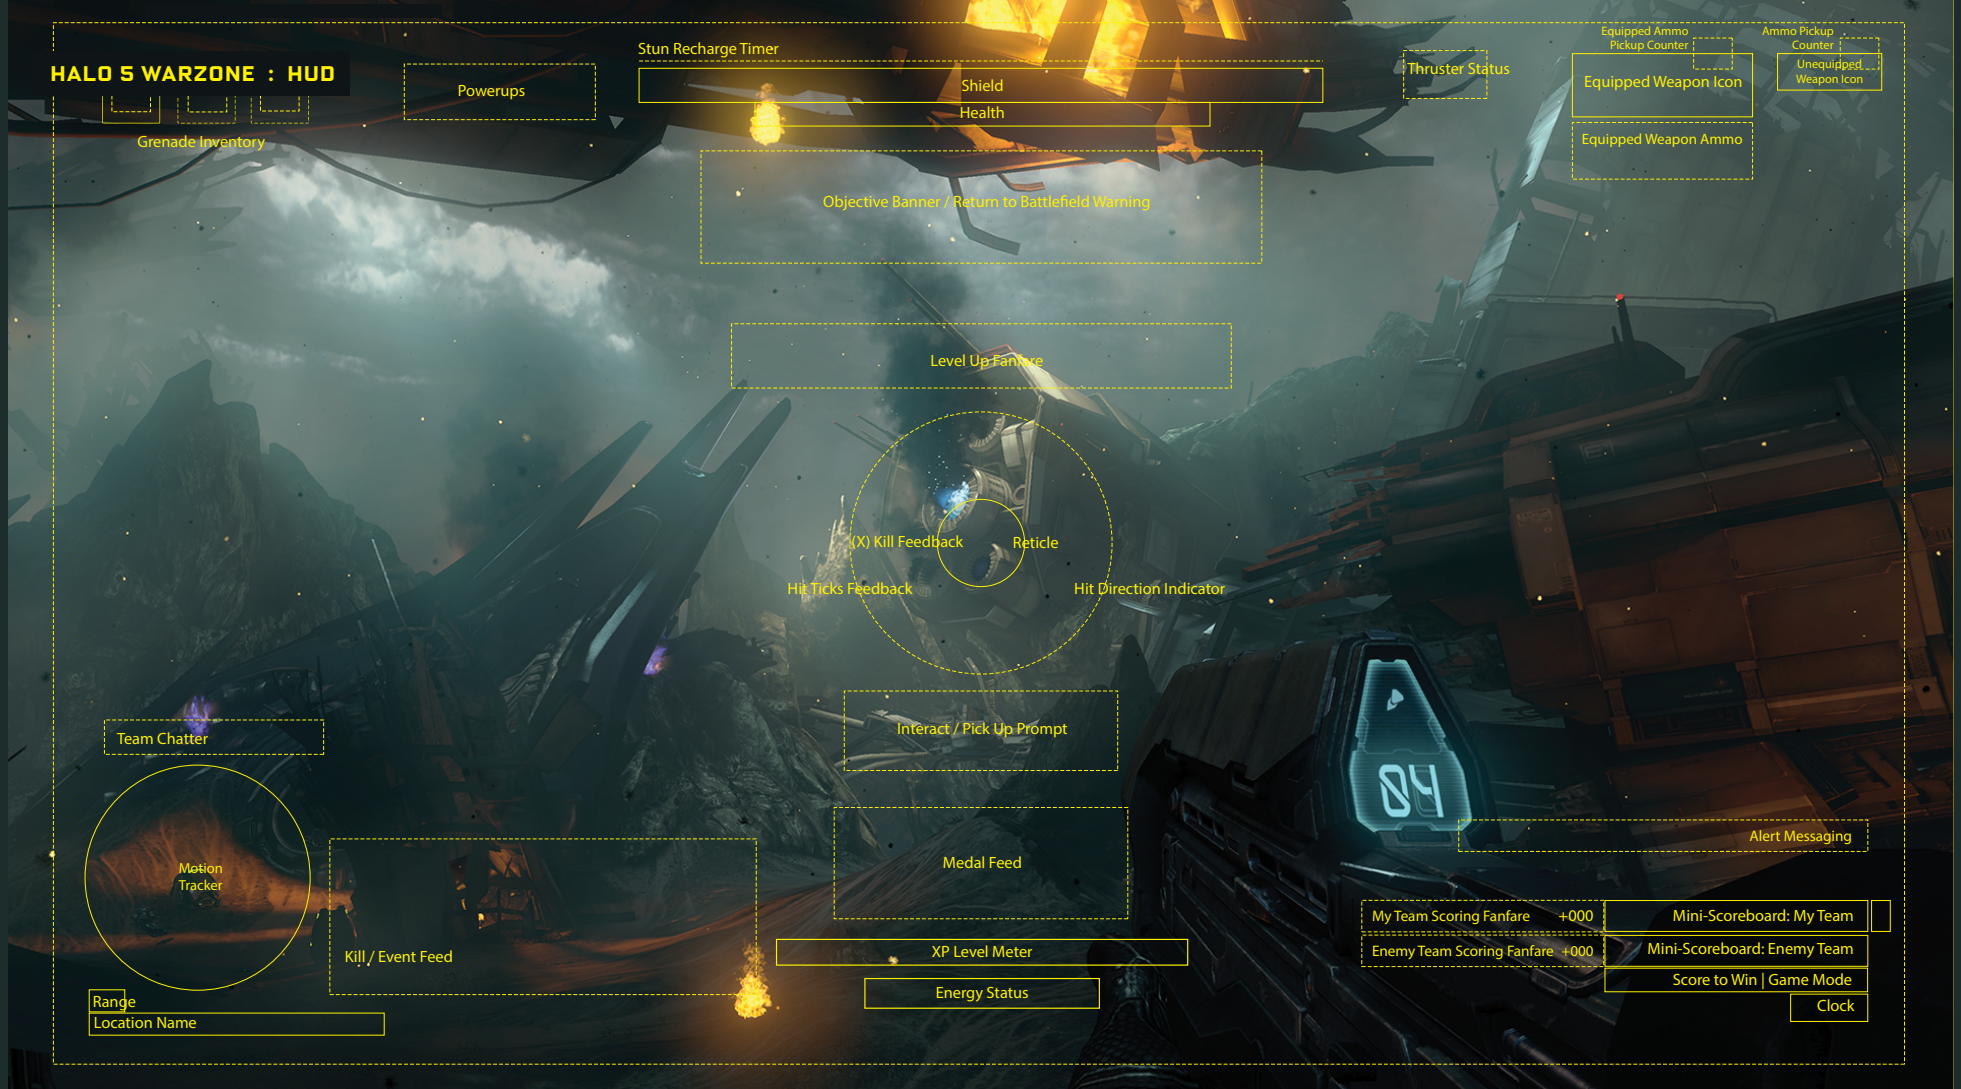 HALO 5 WARZONE : HUD
Grenade Inventory
Powerups
Stun Recharge Timer
Shield
Health
Thruster Status
Equipped Ammo
Pickup Counter
Equipped Weapon Icon
Equipped Weapon Ammo
Ammo Pickup
Counter
Unequipped
Weapon Icon
Objective Banner / Return to Battlefield Warning
Level Up Fanfare
(X) Kill Feedback
Reticle
Hit Ticks Feedback
Hit Direction Indicator
Interact / Pick Up Prompt
Team Chatter
04
Motion
Tracker
Medal Feed
Alert Messaging
My Team Scoring Fanfare +000
Mini-Scoreboard: My Team
Enemy Team Scoring Fanfare +000
Mini-Scoreboard: Enemy Team
Kill / Event Feed
XP Level Meter
Score to Win | Game Mode
Energy Status
Clock
Range
Location Name